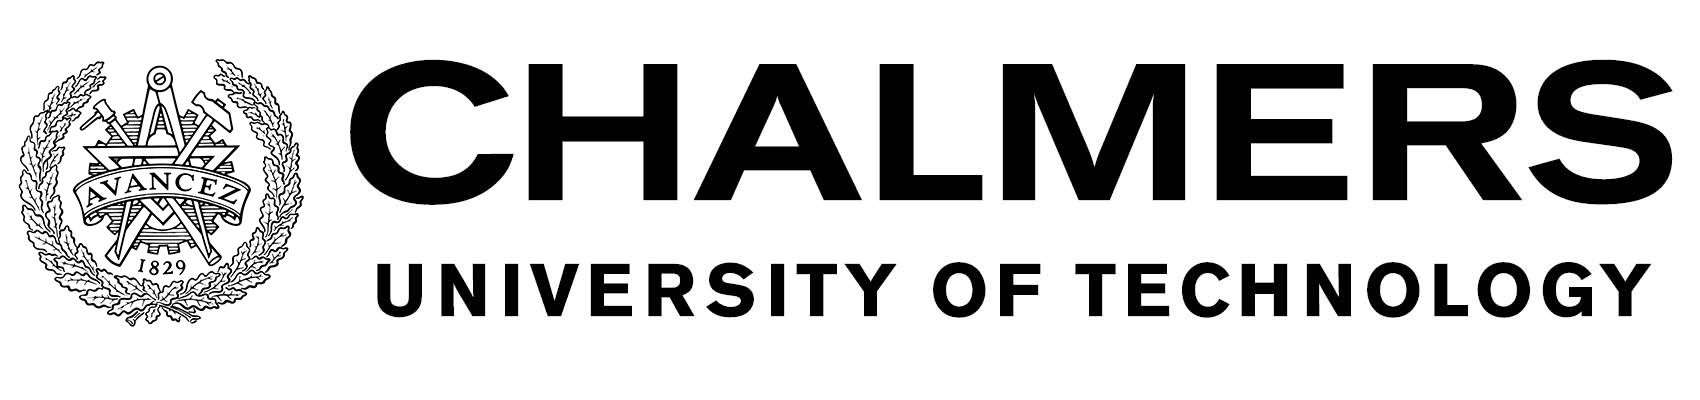 AVANCEZ
1829
CHALMERS
UNIVERSITY OF TECHNOLOGY